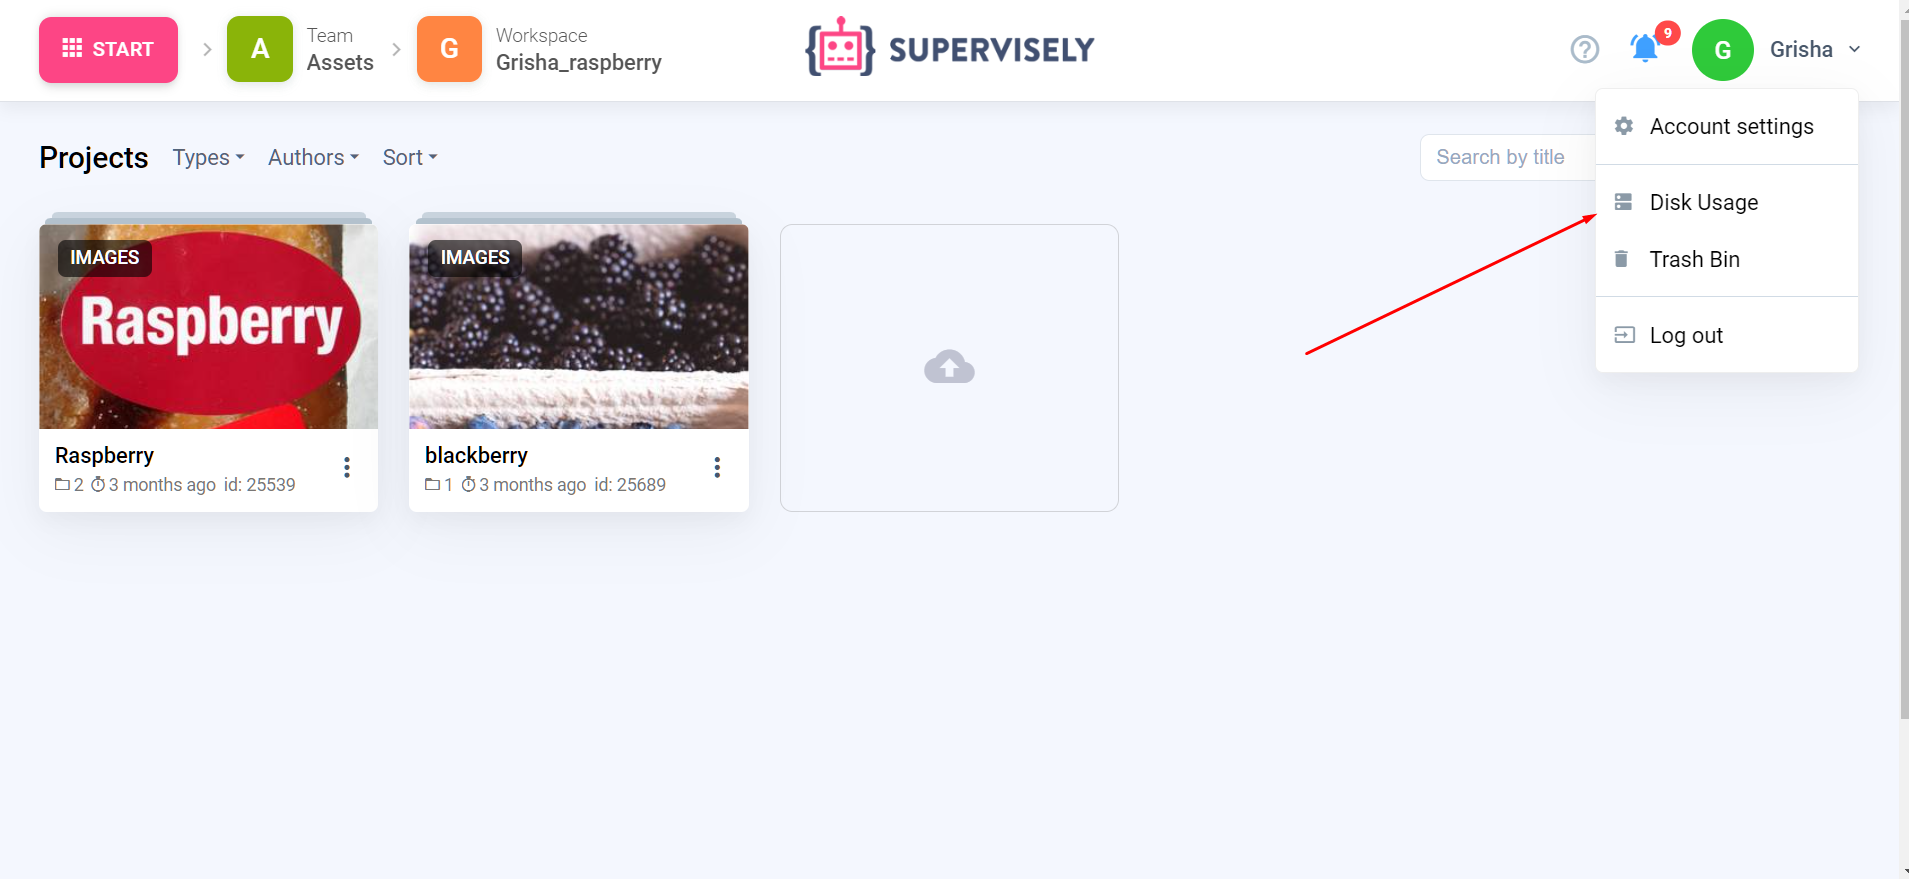 START
A
Team
Assets
G
Workspace
Grisha_raspberry
SUPERVISELY
9
G
Grisha
Account settings
Disk Usage
Trash Bin
Log out
Projects
Types
Authors
Sort
Search by title
IMAGES
Raspberry
Raspberry
2 3 months ago id: 25539
IMAGES
blackberry
1 3 months ago id: 25689